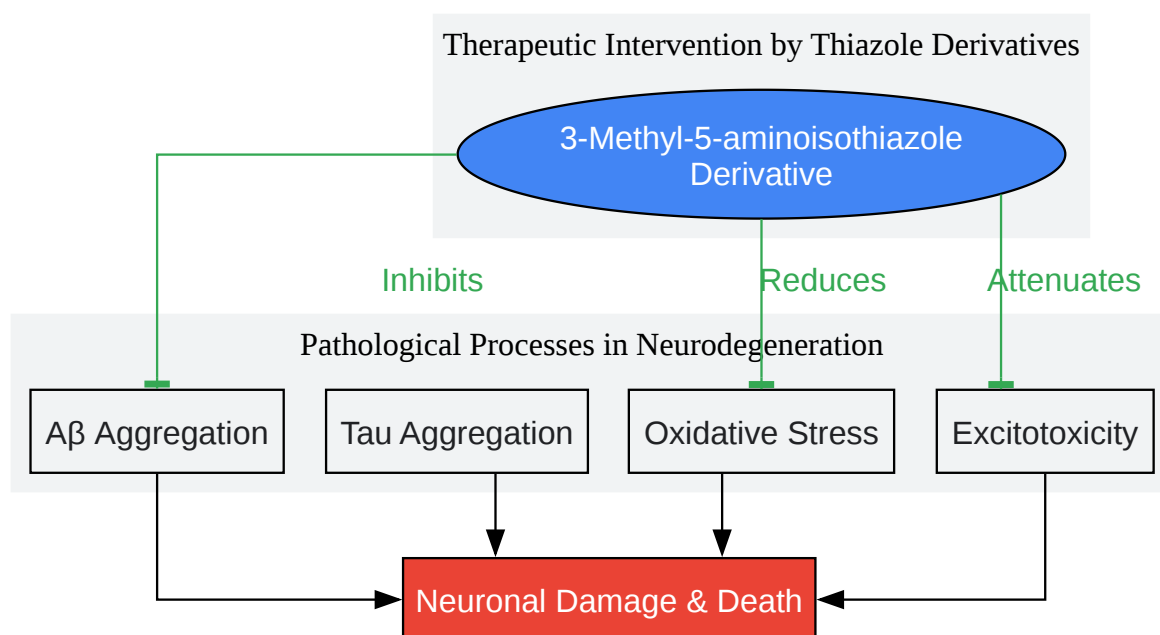 Therapeutic Intervention by Thiazole Derivatives
3-Methyl-5-aminoisothiazole
Derivative
Inhibits
Reduces
Attenuates
Pathological Processes in Neurodegeneration
Aβ Aggregation
Tau Aggregation
Oxidative Stress
Excitotoxicity
Neuronal Damage & Death